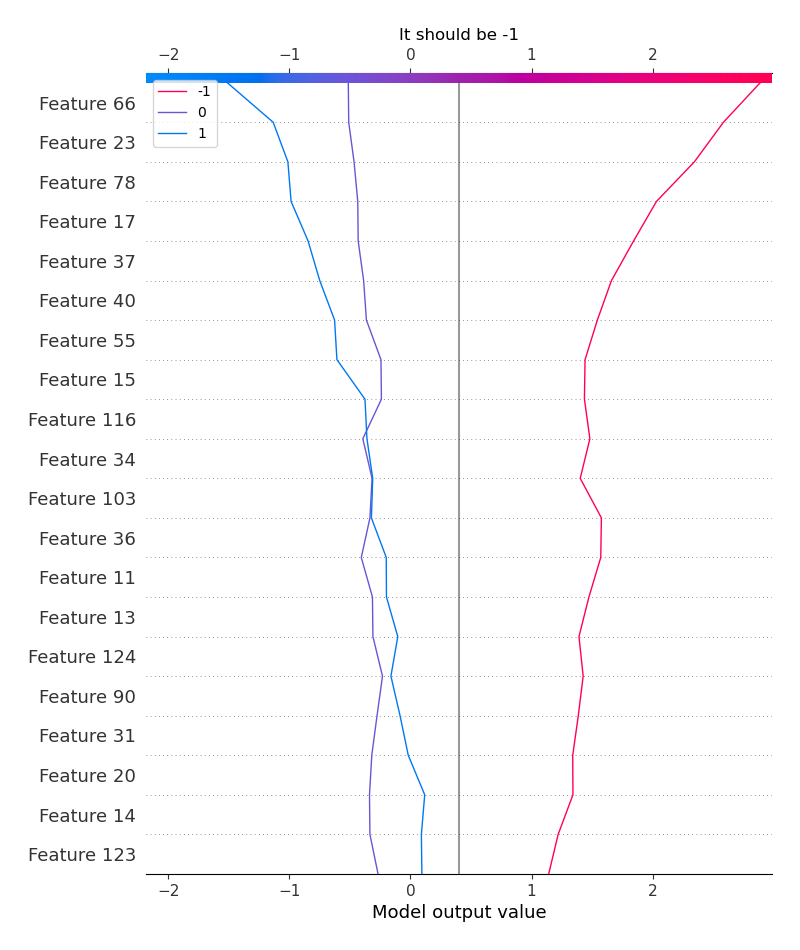 It should be -1
−2 −1 0 1 2
-1
0
1
Feature 66
Feature 23
Feature 78
Feature 17
Feature 37
Feature 40
Feature 55
Feature 15
Feature 116
Feature 34
Feature 103
Feature 36
Feature 11
Feature 13
Feature 124
Feature 90
Feature 31
Feature 20
Feature 14
Feature 123
−2 −1 0 1 2
Model output value